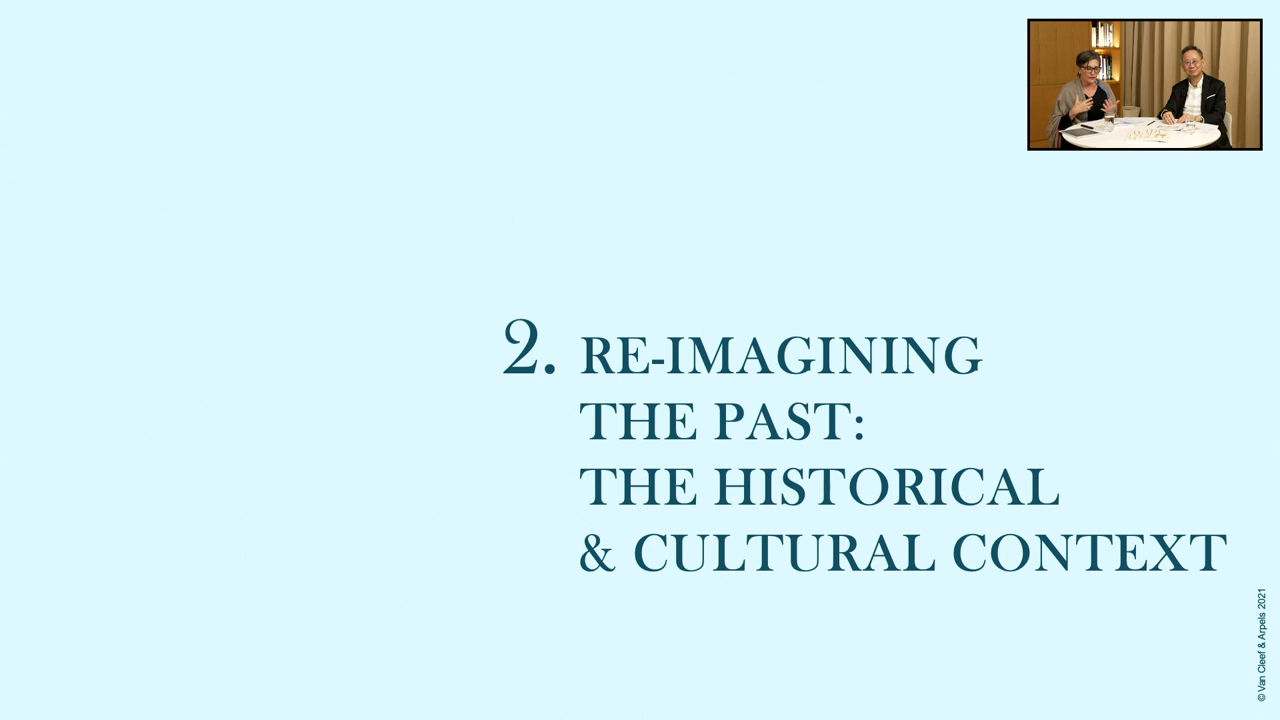 2. RE-IMAGINING
THE PAST:
THE HISTORICAL
& CULTURAL CONTEXT
© Van Cleef & Arpels 2021